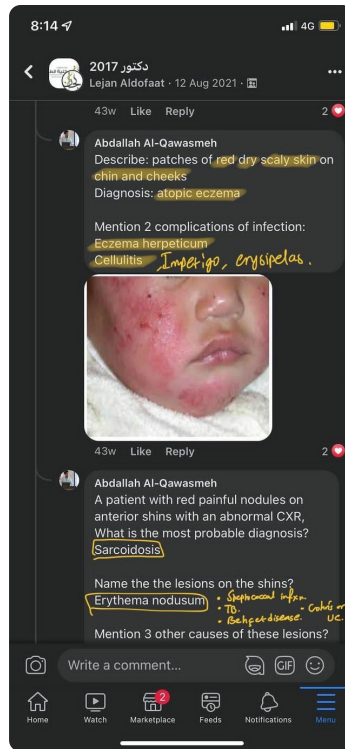 8:14
4G
دكتور 2017
Lejan Aldofaat · 12 Aug 2021 ·
43w Like Reply 2
Abdallah Al-Qawasmeh
Describe: patches of red dry scaly skin on
chin and cheeks
Diagnosis: atopic eczema
Mention 2 complications of infection:
Eczema herpeticum
Cellulitis , Impetigo, erysipelas.
43w Like Reply 2
Abdallah Al-Qawasmeh
A patient with red painful nodules on
anterior shins with an abnormal CXR,
What is the most probable diagnosis?
Sarcoidosis
Name the the lesions on the shins?
Erythema nodusum
• Streptococcal infxn.
• TB.
• Behçet disease.
• Crohn's or
UC.
Mention 3 other causes of these lesions?
Write a comment...
GIF
2
Home Watch Marketplace Feeds Notifications Menu